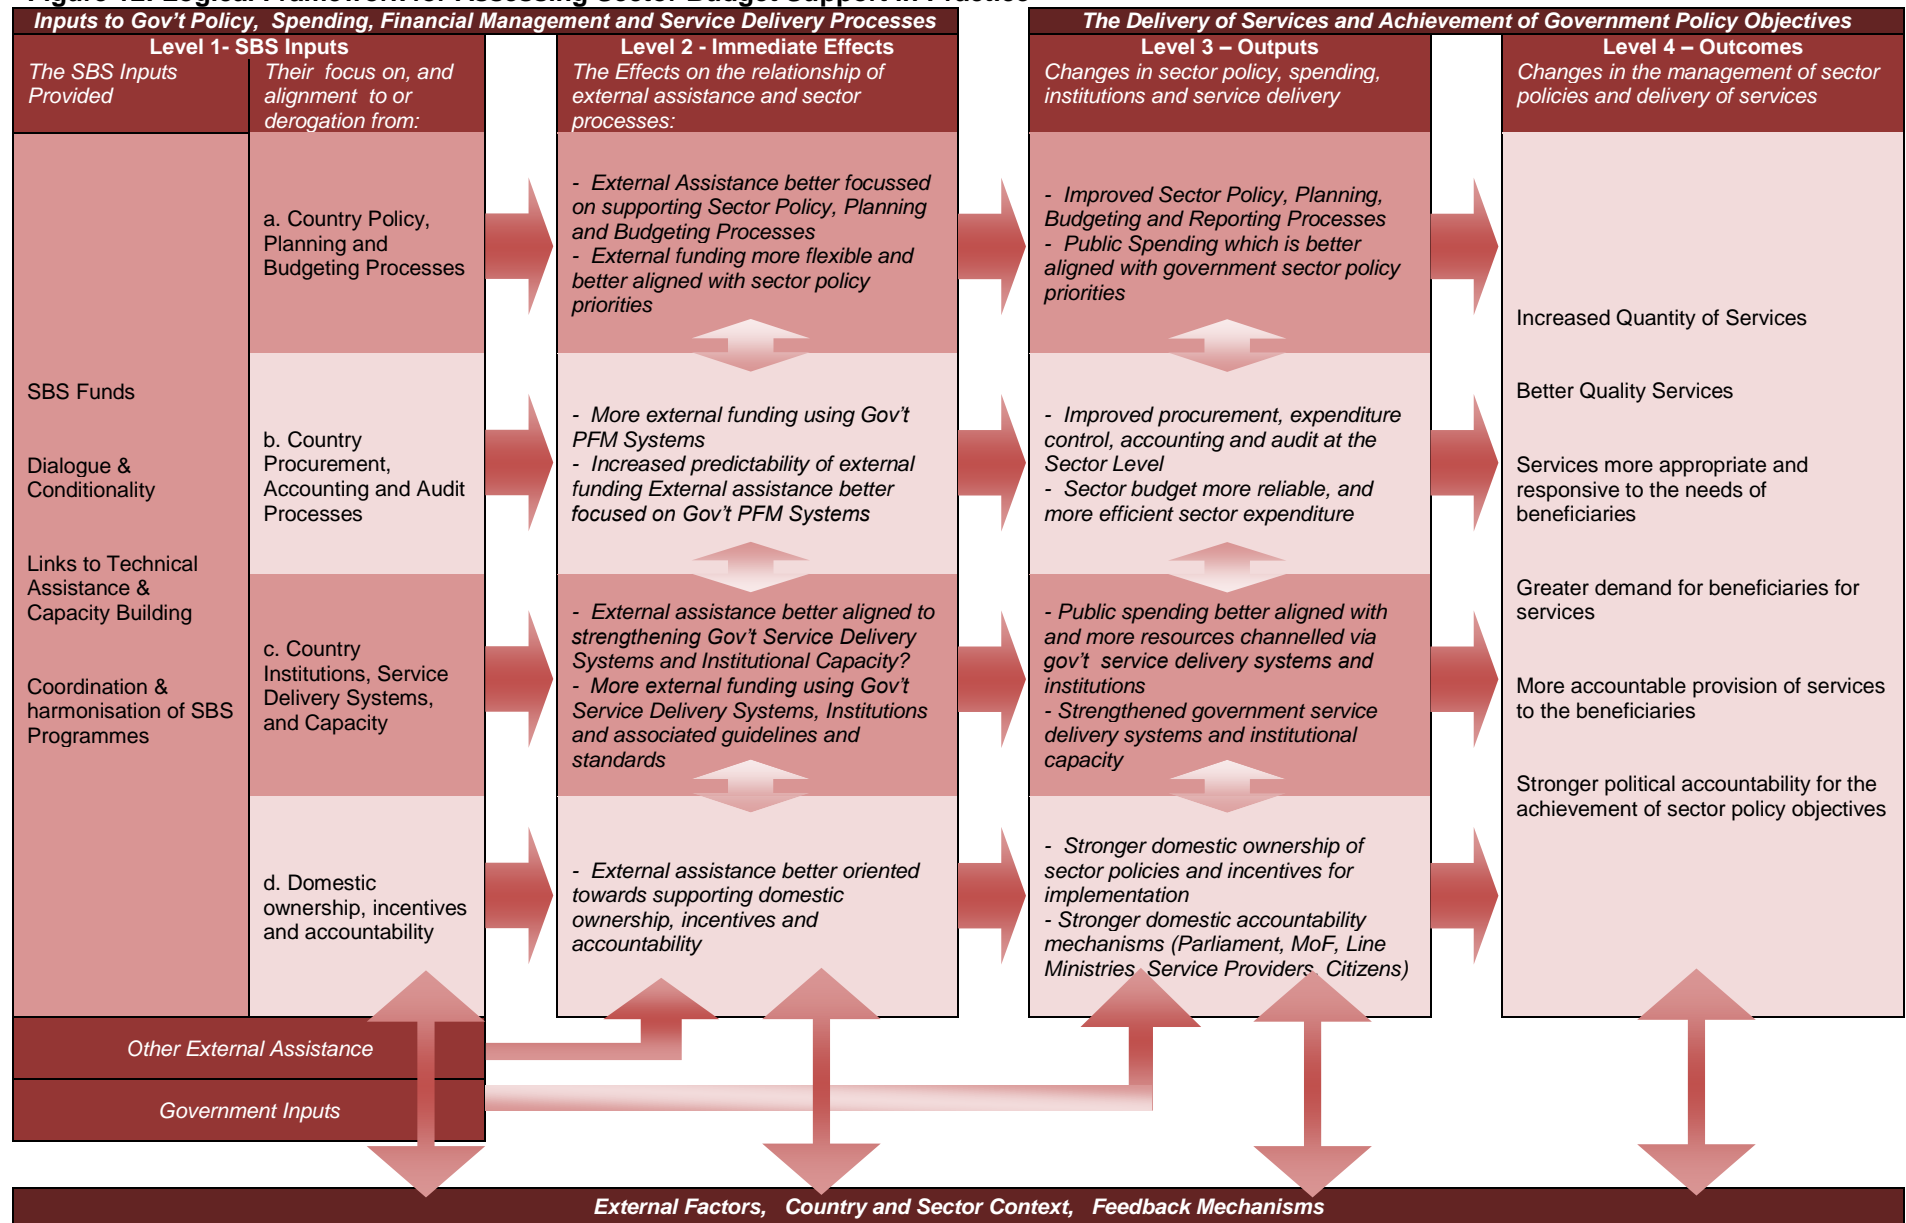 Figure 12: Logical Framework for Assessing Sector Budget Support in Practice
Inputs to Gov't Policy, Spending, Financial Management and Service Delivery Processes
The Delivery of Services and Achievement of Government Policy Objectives
Level 1- SBS Inputs
The SBS Inputs
Provided
Their focus on, and
alignment to or
derogation from:
Level 2 - Immediate Effects
The Effects on the relationship of
external assistance and sector
processes:
Level 3 – Outputs
Changes in sector policy, spending,
institutions and service delivery
Level 4 – Outcomes
Changes in the management of sector
policies and delivery of services
SBS Funds
Dialogue &
Conditionality
Links to Technical
Assistance &
Capacity Building
Coordination &
harmonisation of SBS
Programmes
a. Country Policy,
Planning and
Budgeting Processes
- External Assistance better focussed
on supporting Sector Policy, Planning
and Budgeting Processes
- External funding more flexible and
better aligned with sector policy
priorities
- Improved Sector Policy, Planning,
Budgeting and Reporting Processes
- Public Spending which is better
aligned with government sector policy
priorities
b. Country
Procurement,
Accounting and Audit
Processes
- More external funding using Gov't
PFM Systems
- Increased predictability of external
funding External assistance better
focused on Gov't PFM Systems
- Improved procurement, expenditure
control, accounting and audit at the
Sector Level
- Sector budget more reliable, and
more efficient sector expenditure
c. Country
Institutions, Service
Delivery Systems,
and Capacity
- External assistance better aligned to
strengthening Gov't Service Delivery
Systems and Institutional Capacity?
- More external funding using Gov't
Service Delivery Systems, Institutions
and associated guidelines and
standards
- Public spending better aligned with
and more resources channelled via
gov't service delivery systems and
institutions
- Strengthened government service
delivery systems and institutional
capacity
d. Domestic
ownership, incentives
and accountability
- External assistance better oriented
towards supporting domestic
ownership, incentives and
accountability
- Stronger domestic ownership of
sector policies and incentives for
implementation
- Stronger domestic accountability
mechanisms (Parliament, MoF, Line
Ministries, Service Providers, Citizens)
Increased Quantity of Services
Better Quality Services
Services more appropriate and
responsive to the needs of
beneficiaries
Greater demand for beneficiaries for
services
More accountable provision of services
to the beneficiaries
Stronger political accountability for the
achievement of sector policy objectives
Other External Assistance
Government Inputs
External Factors, Country and Sector Context, Feedback Mechanisms